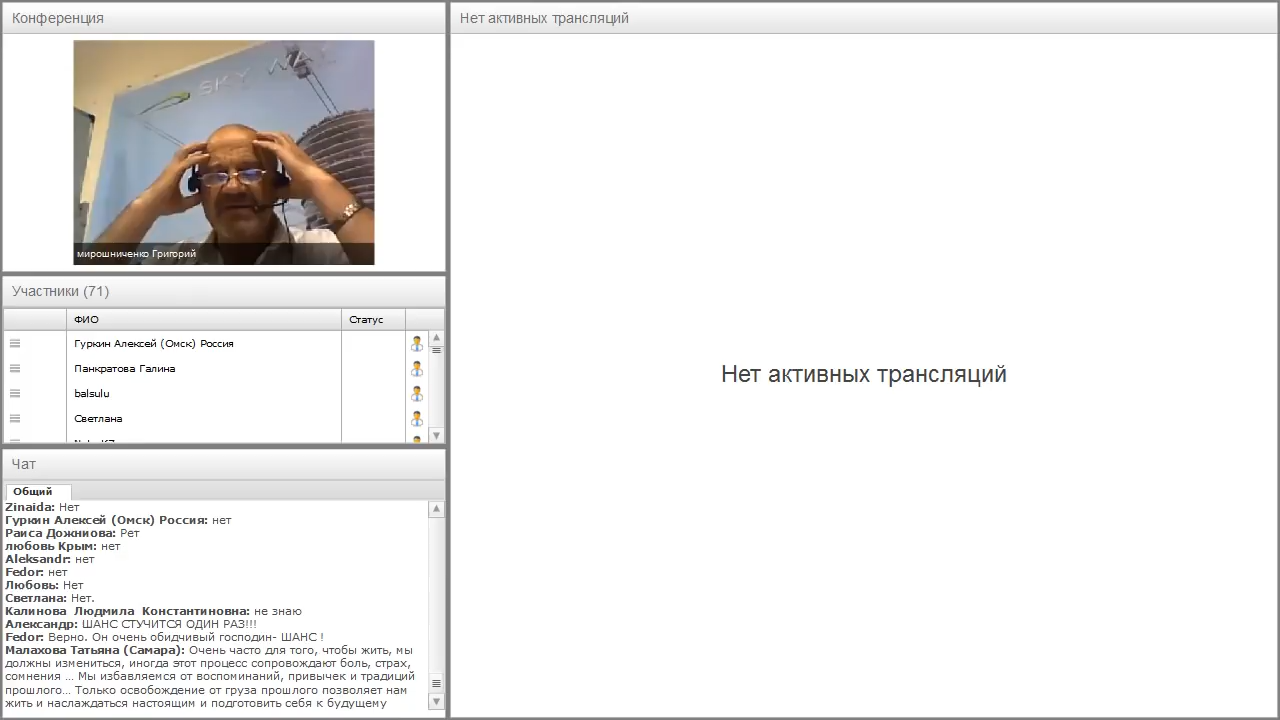 Конференция
Нет активных трансляций
SKY WAY
мирошниченко Григорий
Участники (71)
ФИО
Статус
Гуркин Алексей (Омск) Россия
Панкратова Галина
balsulu
Светлана
Чат
Общий
Zinaida: Нет
Гуркин Алексей (Омск) Россия: нет
Раиса Дожниова: Рет
любовь Крым: нет
Aleksandr: нет
Fedor: нет
Любовь: Нет
Светлана: Нет.
Калинова Людмила Константиновна: не знаю
Александр: ШАНС СТУЧИТСЯ ОДИН РАЗ!!!
Fedor: Верно. Он очень обидчивый господин- ШАНС !
Малахова Татьяна (Самара): Очень часто для того, чтобы жить, мы
должны измениться, иногда этот процесс сопровождают боль, страх,
сомнения ... Мы избавляемся от воспоминаний, привычек и традиций
прошлого... Только освобождение от груза прошлого позволяет нам
жить и наслаждаться настоящим и подготовить себя к будущему
Нет активных трансляций